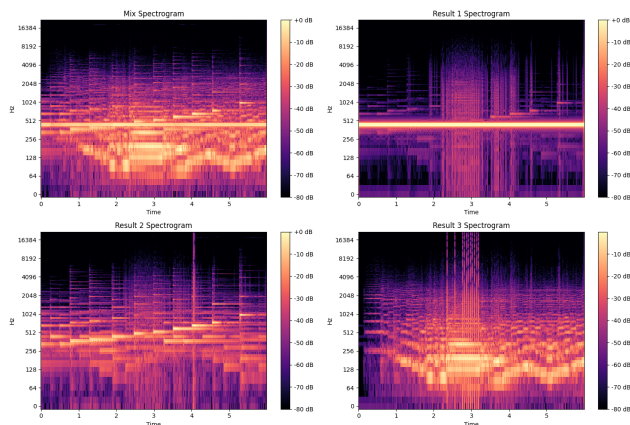 Mix Spectrogram
Hz
16384
8192
4096
2048
1024
512
256
128
64
0
0 1 2 3 4 5
Time
+0 dB
-10 dB
-20 dB
-30 dB
-40 dB
-50 dB
-60 dB
-70 dB
-80 dB
Result 1 Spectrogram
Hz
16384
8192
4096
2048
1024
512
256
128
64
0
0 1 2 3 4 5
Time
+0 dB
-10 dB
-20 dB
-30 dB
-40 dB
-50 dB
-60 dB
-70 dB
-80 dB
Result 2 Spectrogram
Hz
16384
8192
4096
2048
1024
512
256
128
64
0
0 1 2 3 4 5
Time
+0 dB
-10 dB
-20 dB
-30 dB
-40 dB
-50 dB
-60 dB
-70 dB
-80 dB
Result 3 Spectrogram
Hz
16384
8192
4096
2048
1024
512
256
128
64
0
0 1 2 3 4 5
Time
+0 dB
-10 dB
-20 dB
-30 dB
-40 dB
-50 dB
-60 dB
-70 dB
-80 dB